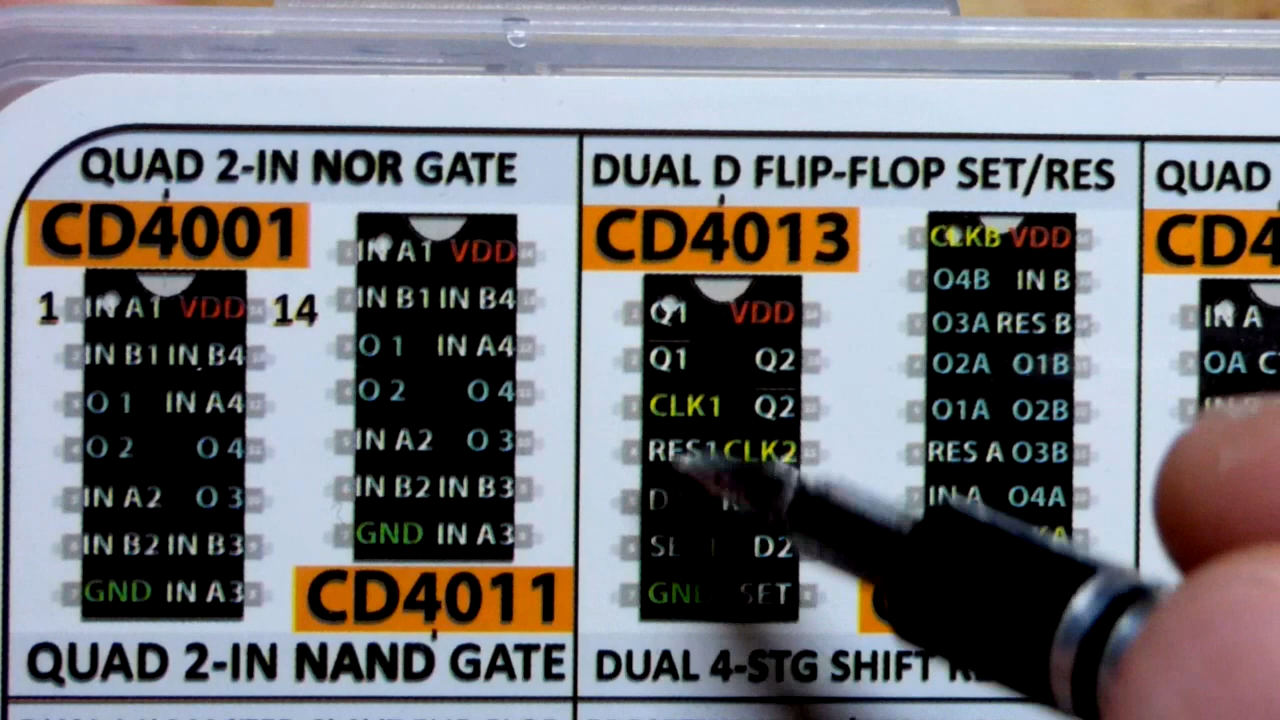 QUAD 2-IN NOR GATE
CD4001
1 IN A1 VDD 14
IN B1 IN B4
O 1 IN A4
O 2 O 4
IN A2 O 3
IN B2 IN B3
GND IN A3
IN A1 VDD
IN B1 IN B4
O 1 IN A4
O 2 O 4
IN A2 O 3
IN B2 IN B3
GND IN A3
CD4011
QUAD 2-IN NAND GATE
DUAL D FLIP-FLOP SET/RES
CD4013
Q1 VDD
Q1 Q2
CLK1 Q2
RES1 CLK2
D
SE D2
GN SET
CLKB VDD
O4B IN B
O3A RES B
O2A O1B
O1A O2B
RES A O3B
IN A O4A
DUAL 4-STG SHIFT
QUAD
CD4
IN A
OA C